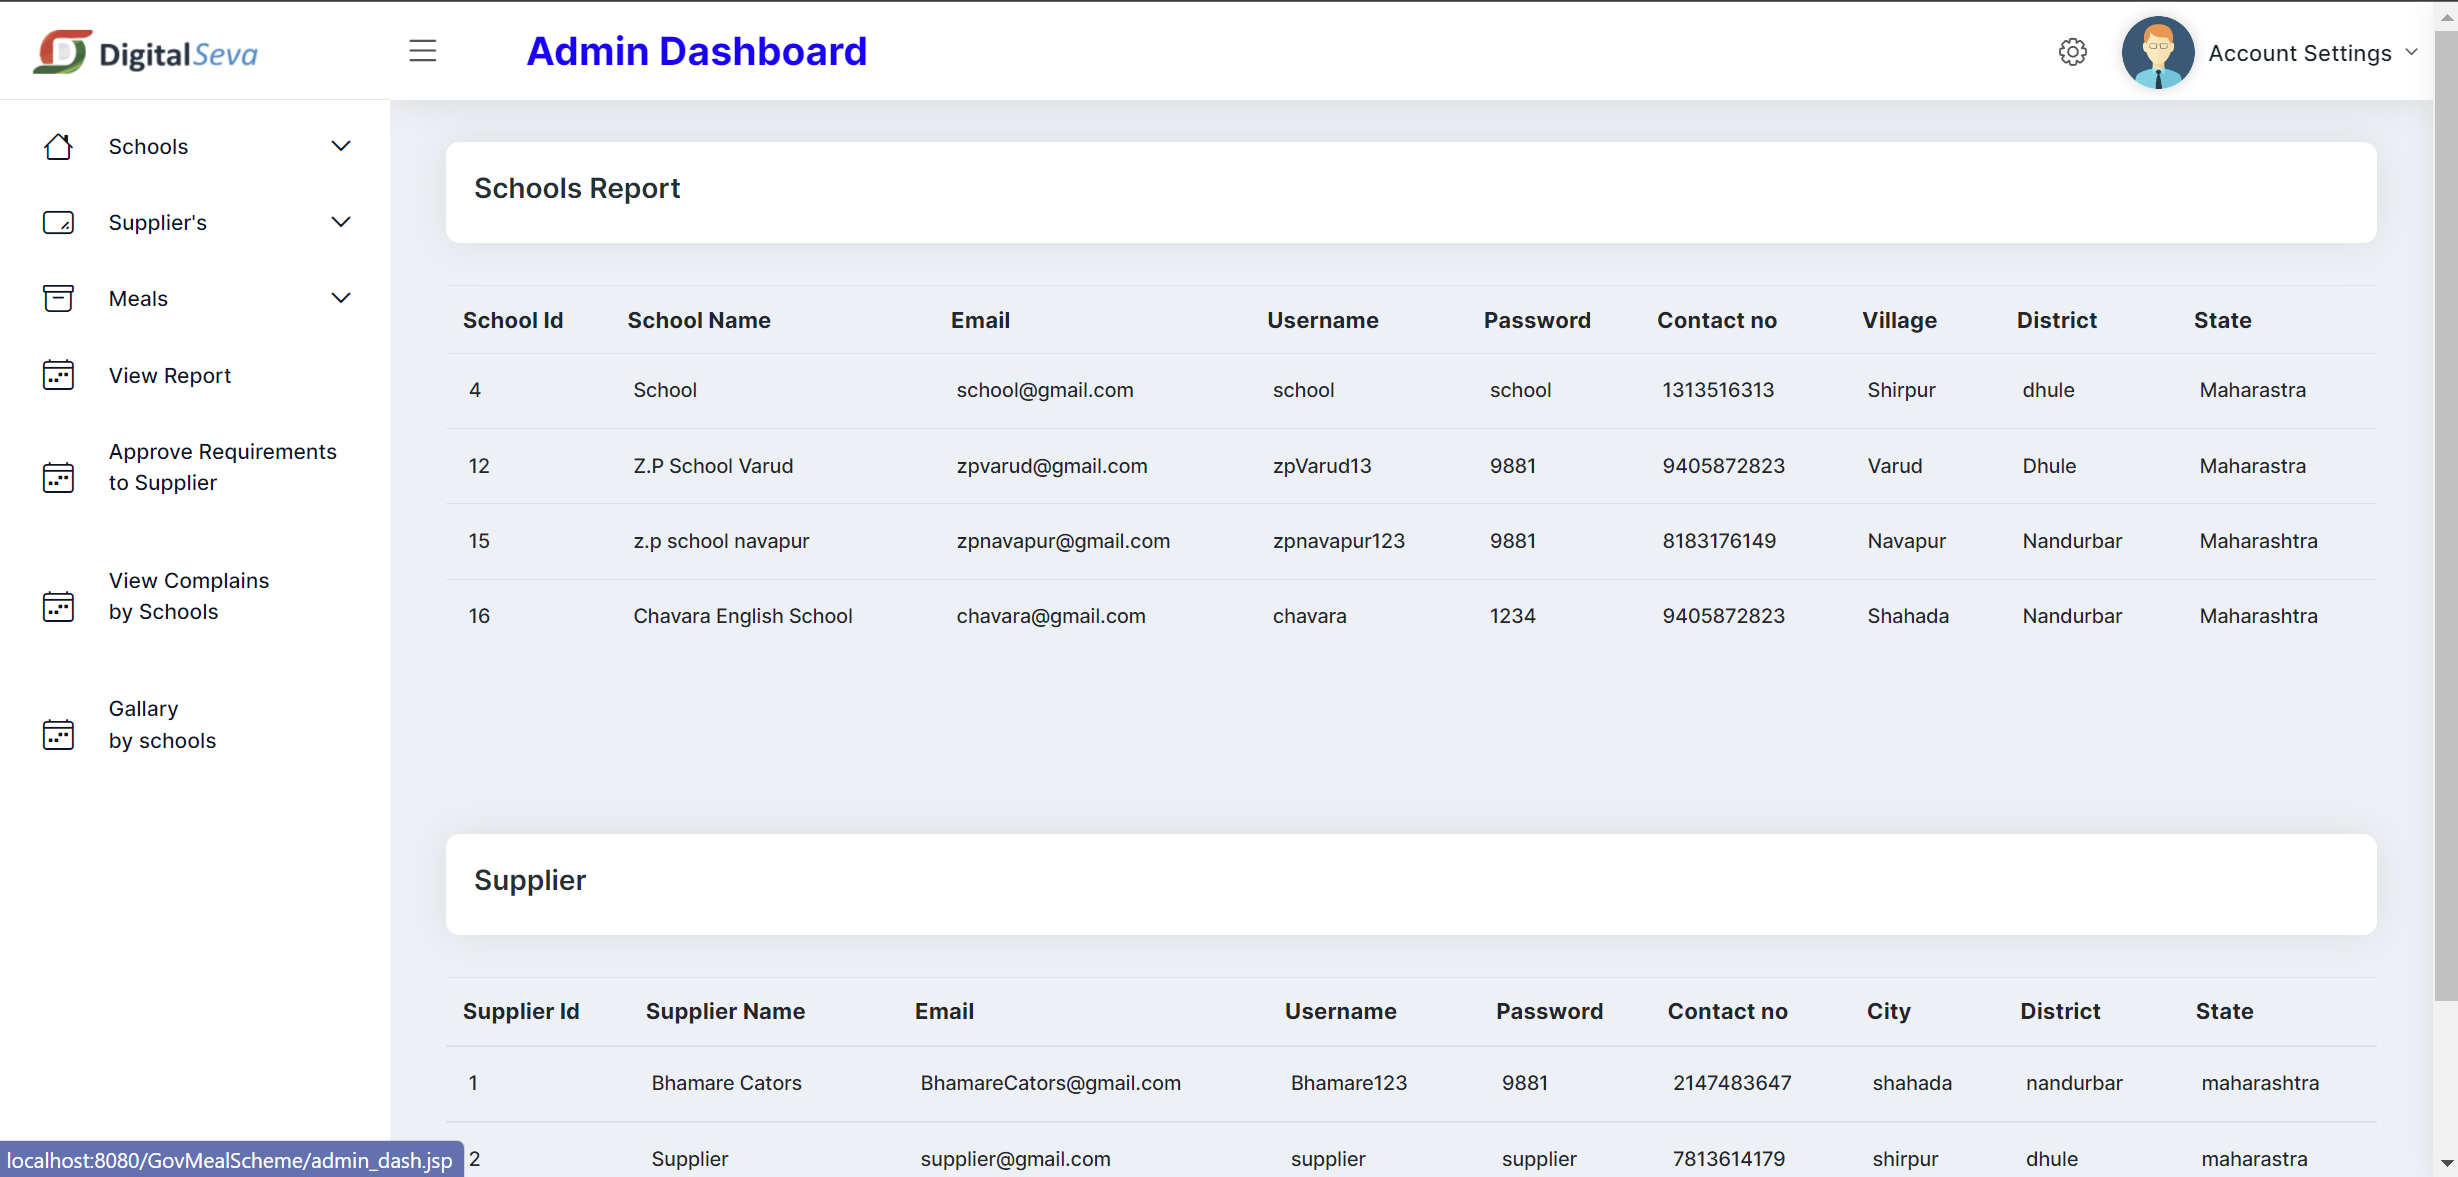 DigitalSeva
Admin Dashboard
Account Settings
Schools
Supplier's
Meals
View Report
Approve Requirements
to Supplier
View Complains
by Schools
Gallary
by schools
Schools Report
School Id School Name Email Username Password Contact no Village District State
4 School school@gmail.com school school 1313516313 Shirpur dhule Maharastra
12 Z.P School Varud zpvarud@gmail.com zpVarud13 9881 9405872823 Varud Dhule Maharastra
15 z.p school navapur zpnavapur@gmail.com zpnavapur123 9881 8183176149 Navapur Nandurbar Maharashtra
16 Chavara English School chavara@gmail.com chavara 1234 9405872823 Shahada Nandurbar Maharashtra
Supplier
Supplier Id Supplier Name Email Username Password Contact no City District State
1 Bhamare Cators BhamareCators@gmail.com Bhamare123 9881 2147483647 shahada nandurbar maharashtra
2 Supplier supplier@gmail.com supplier supplier 7813614179 shirpur dhule maharastra
localhost:8080/GovMealScheme/admin_dash.jsp